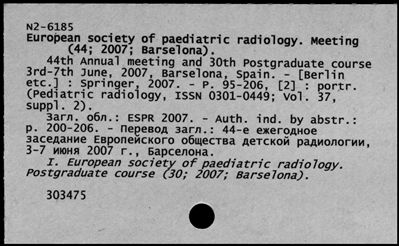 N2-6185
European society of paediatric radiology. Meeting
(44; 2007; Barselona).
44th Annual meeting and 30th Postgraduate course
3rd-7th June, 2007, Barselona, Spain. - [Berlin
etc.] : Springer, 2007. - P. 95-206, [2] : portr.
(Pediatric radiology, ISSN 0301-0449; Vol. 37,
suppl. 2).
Загл. обл.: ESPR 2007. - Auth. ind. by abstr.:
p. 200-206. - Перевод загл.: 44-е ежегодное
заседание Европейского общества детской радиологии,
3-7 июня 2007 г., Барселона.
I. European society of paediatric radiology.
Postgraduate course (30; 2007; Barselona).
303475